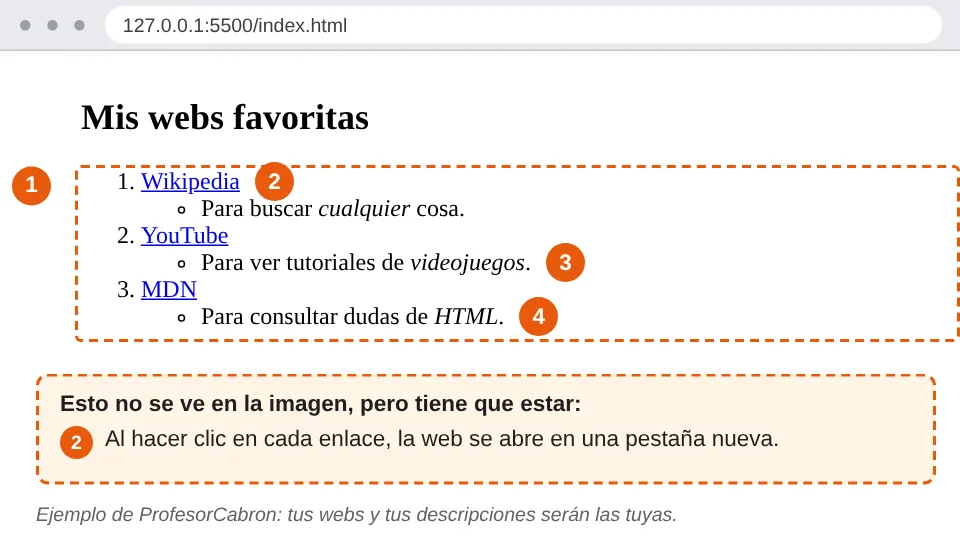 127.0.0.1:5500/index.html
Mis webs favoritas
1
1. Wikipedia 2
Para buscar cualquier cosa.
2. YouTube
Para ver tutoriales de videojuegos. 3
3. MDN
Para consultar dudas de HTML. 4
Esto no se ve en la imagen, pero tiene que estar:
2 Al hacer clic en cada enlace, la web se abre en una pestaña nueva.
Ejemplo de ProfesorCabron: tus webs y tus descripciones serán las tuyas.